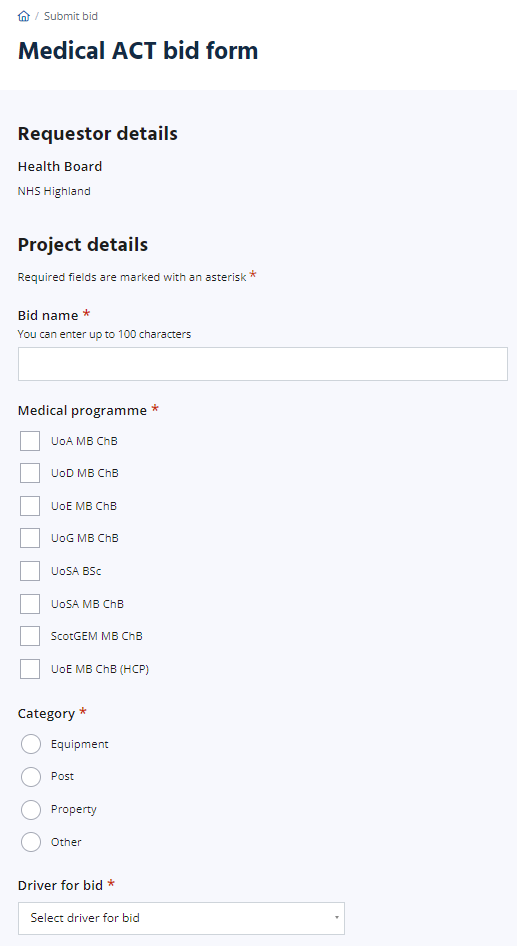 / Submit bid
Medical ACT bid form
Requestor details
Health Board
NHS Highland
Project details
Required fields are marked with an asterisk *
Bid name *
You can enter up to 100 characters
Medical programme *
UoA MB ChB
UoD MB ChB
UoE MB ChB
UoG MB ChB
UoSA BSc
UoSA MB ChB
ScotGEM MB ChB
UoE MB ChB (HCP)
Category *
Equipment
Post
Property
Other
Driver for bid *
Select driver for bid